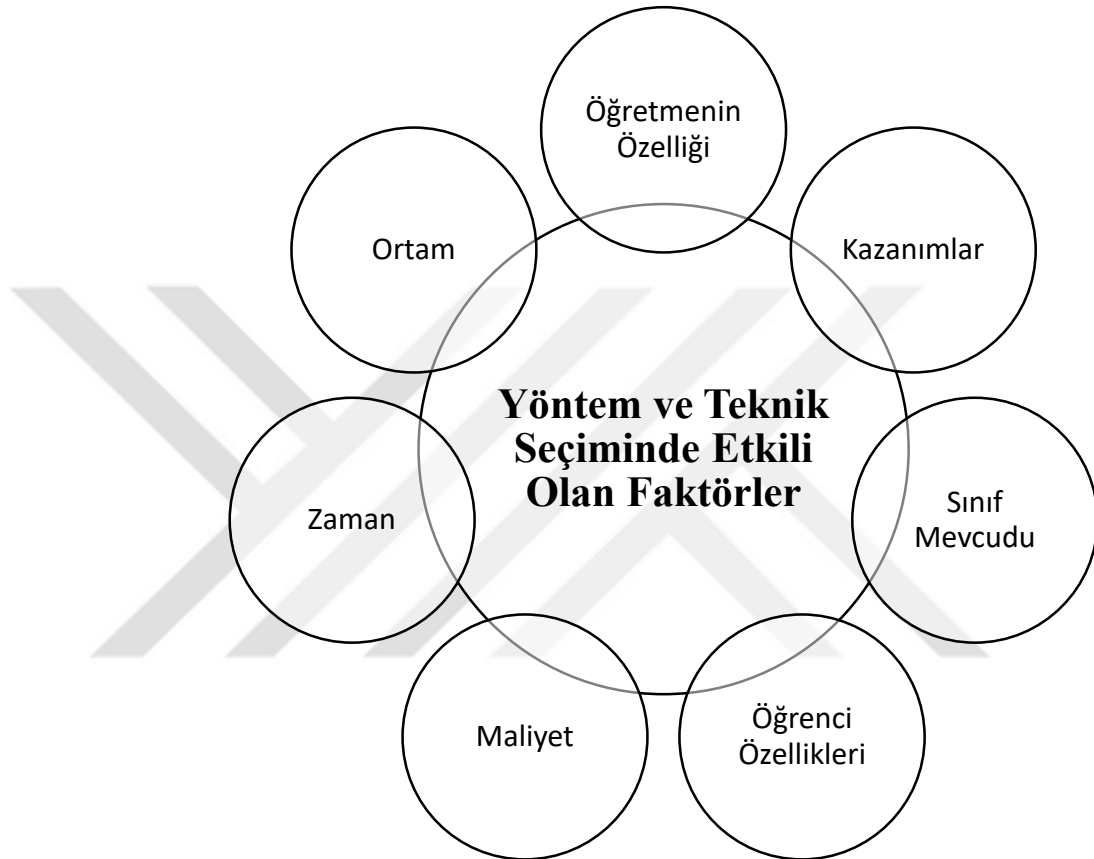 Öğretmenin
Özelliği
Ortam
Kazanımlar
Yöntem ve Teknik
Seçiminde Etkili
Olan Faktörler
Zaman
Sınıf
Mevcudu
Maliyet
Öğrenci
Özellikleri